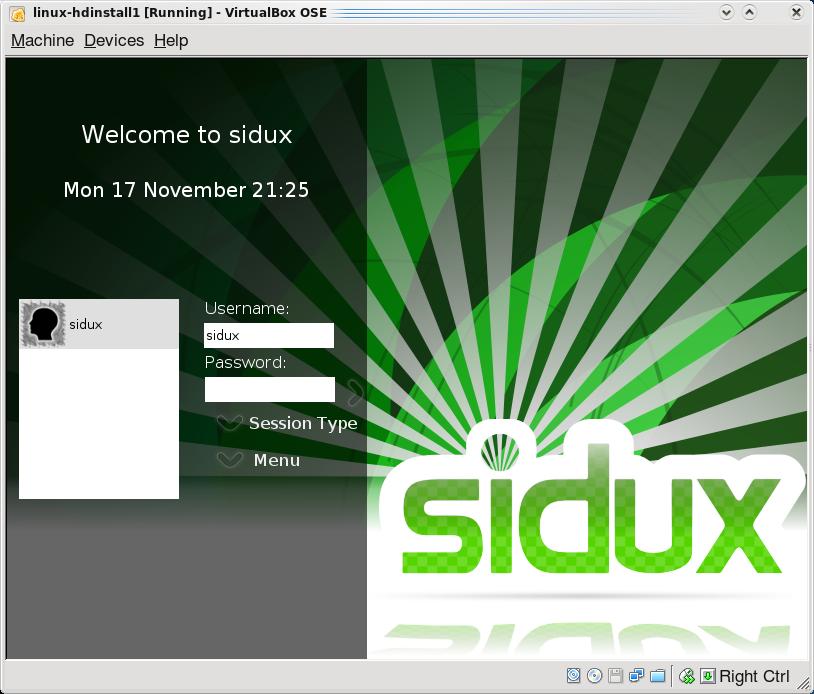 linux-hdinstall1 [Running] - VirtualBox OSE
Machine Devices Help
Welcome to sidux
Mon 17 November 21:25
sidux
Username:
sidux
Password:
Session Type
Menu
sidux
Right Ctrl